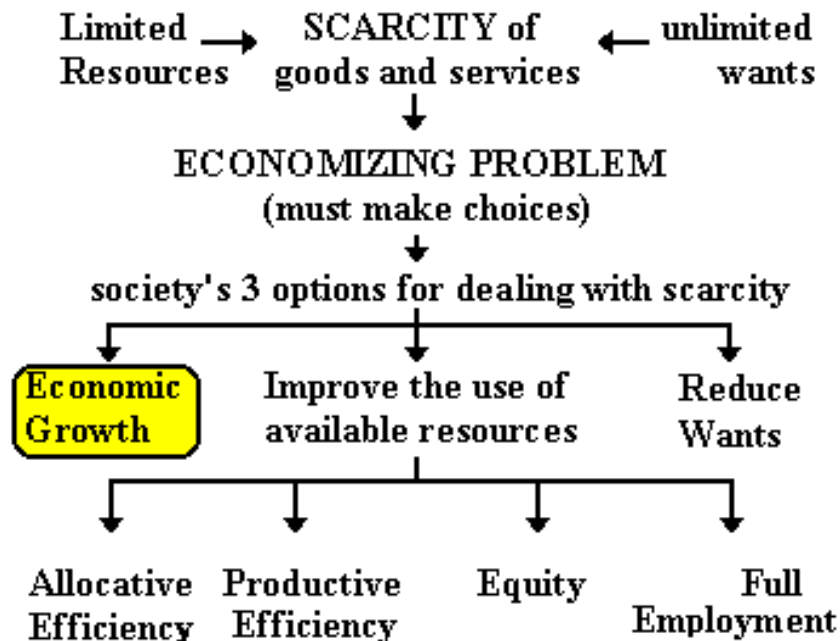 Limited
Resources
SCARCITY of
goods and services
unlimited
wants
ECONOMIZING PROBLEM
(must make choices)
society's 3 options for dealing with scarcity
Economic
Growth
Improve the use of
available resources
Reduce
Wants
Allocative
Efficiency
Productive
Efficiency
Equity
Full
Employment